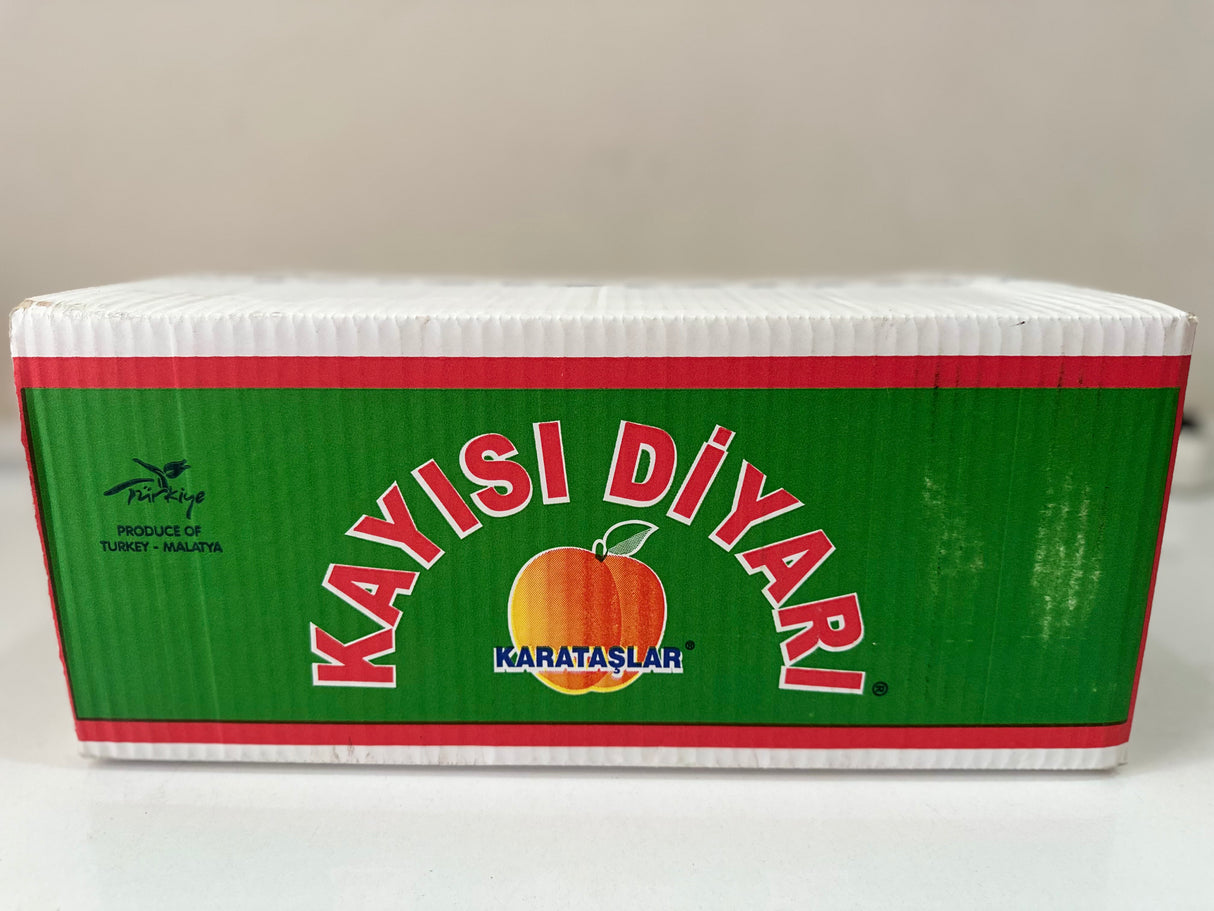 Türkiye
PRODUCE OF
TURKEY - MALATYA
KAYISI DİYARI ®
KARATAŞLAR ®